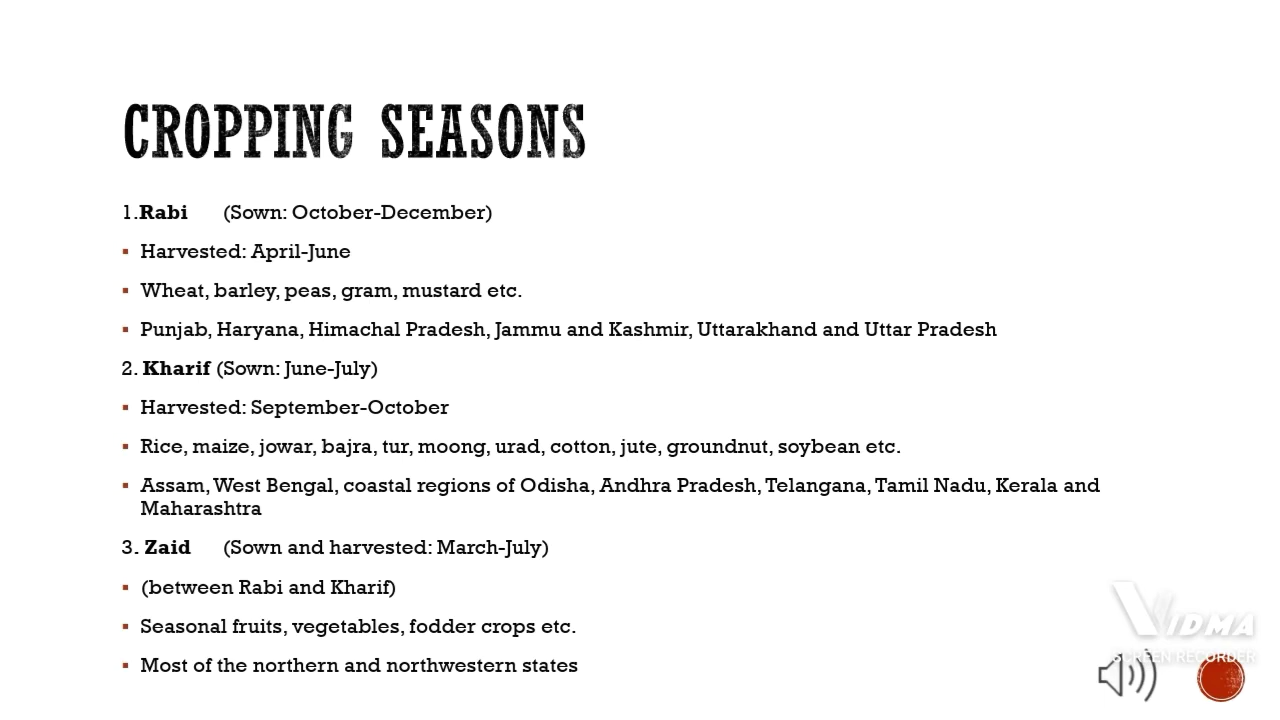 CROPPING SEASONS
1.Rabi (Sown: October-December)
▪ Harvested: April-June
▪ Wheat, barley, peas, gram, mustard etc.
▪ Punjab, Haryana, Himachal Pradesh, Jammu and Kashmir, Uttarakhand and Uttar Pradesh
2. Kharif (Sown: June-July)
▪ Harvested: September-October
▪ Rice, maize, jowar, bajra, tur, moong, urad, cotton, jute, groundnut, soybean etc.
▪ Assam, West Bengal, coastal regions of Odisha, Andhra Pradesh, Telangana, Tamil Nadu, Kerala and
Maharashtra
3. Zaid (Sown and harvested: March-July)
▪ (between Rabi and Kharif)
▪ Seasonal fruits, vegetables, fodder crops etc.
▪ Most of the northern and northwestern states
VIDMA
SCREEN RECORDER